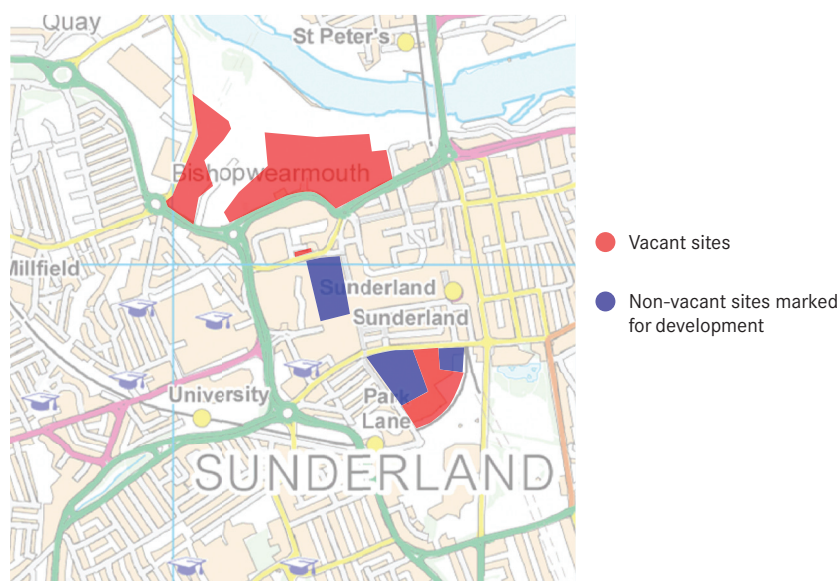 Quay
St Peter's
Bishopwearmouth
Millfield
Sunderland
Sunderland
University
Park
Lane
SUNDERLAND
Vacant sites
Non-vacant sites marked
for development